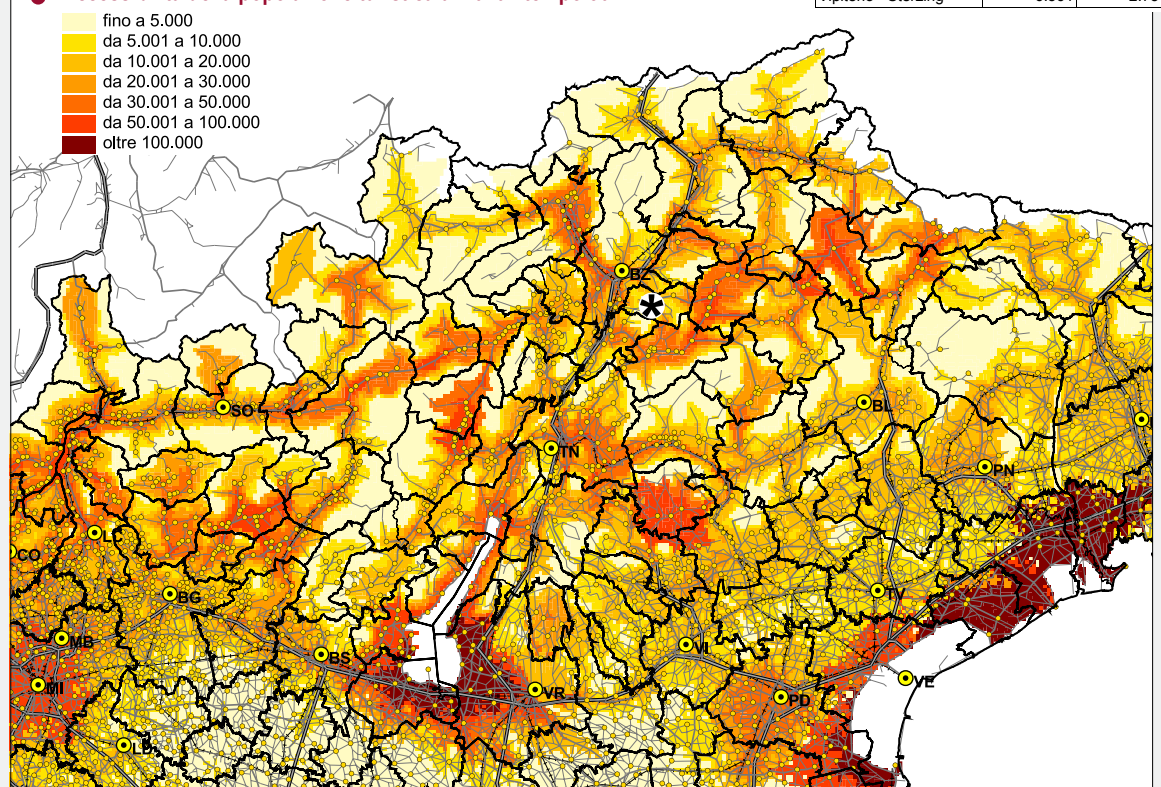 fino a 5.000
da 5.001 a 10.000
da 10.001 a 20.000
da 20.001 a 30.000
da 30.001 a 50.000
da 50.001 a 100.000
oltre 100.000
BZ
*
SO
BL
TN
PN
CO
BG
TV
MB
VI
BS
MI
VE
VR
PD